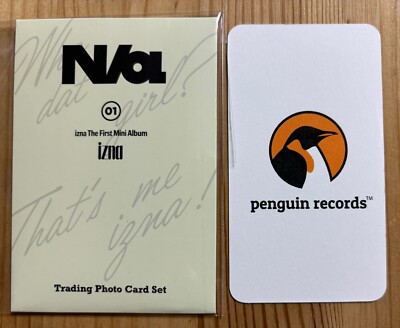 Who
dat girl?
N/a
01
izna The First Mini Album
izna
That's me
izna!
Trading Photo Card Set
penguin records™